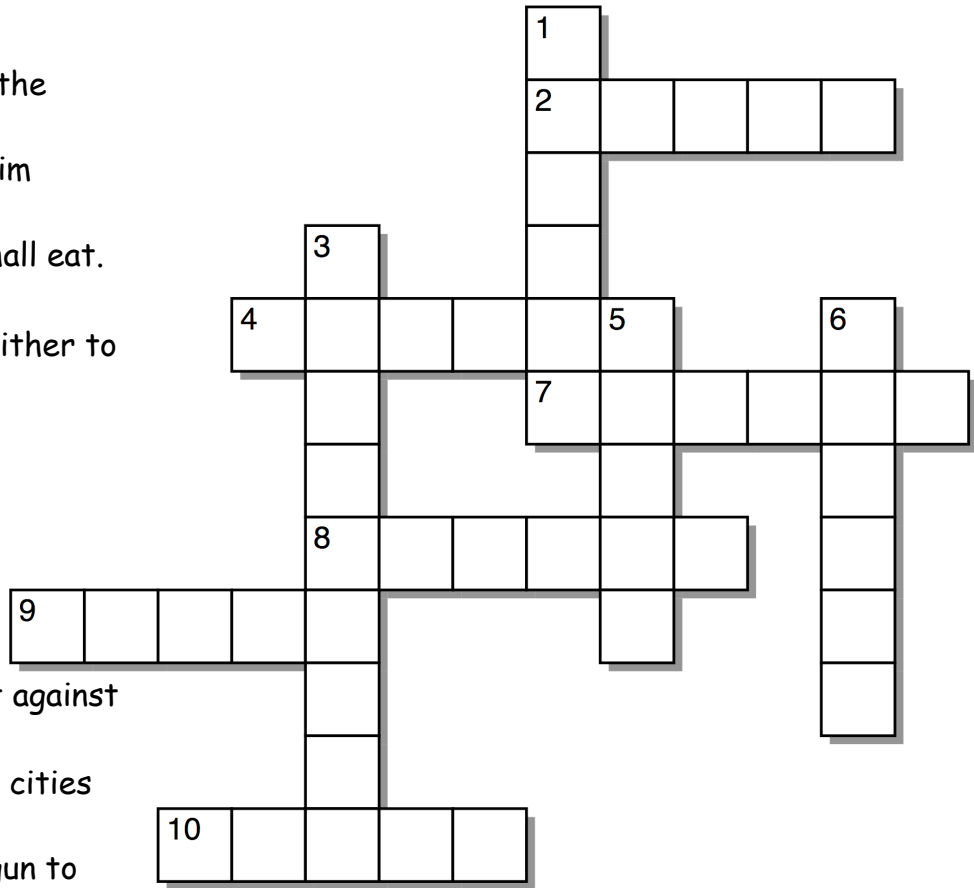 1
the
2
im
3
all eat.
4 5 6
ither to
7
8
9
against
cities
10
un to